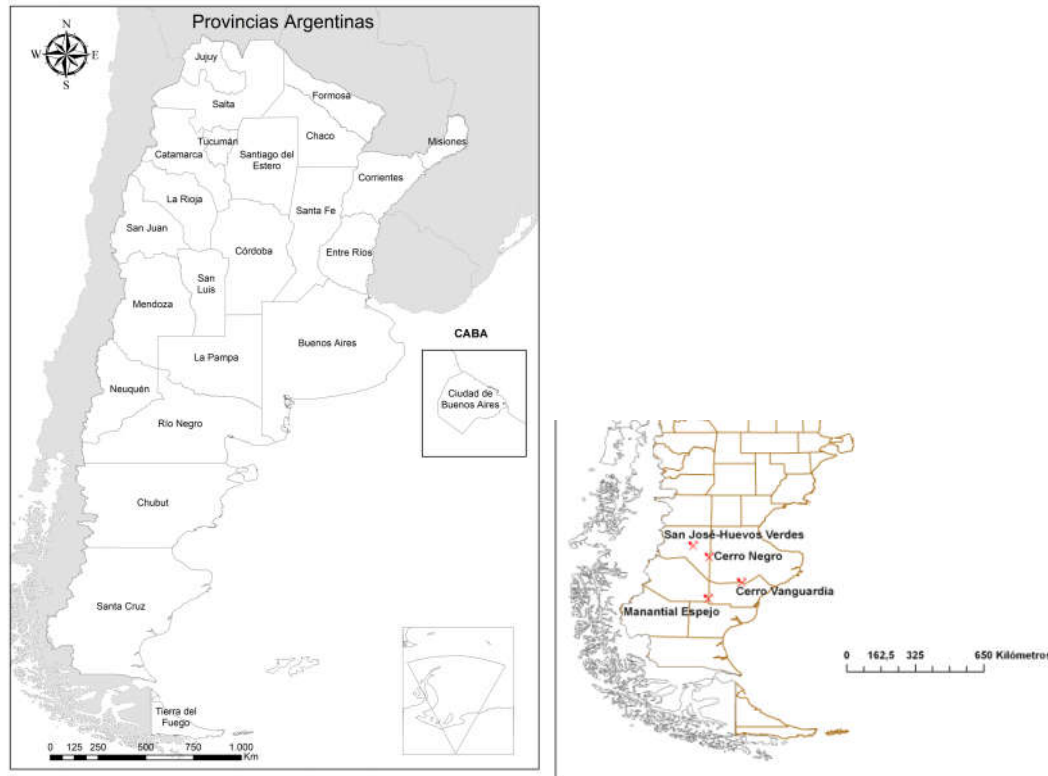 Provincias Argentinas
N
W
E
S
Jujuy
Formosa
Salta
Chaco
Misiones
Tucumán
Catamarca
Santiago del
Estero
Corrientes
La Rioja
Santa Fe
San Juan
Córdoba
Entre Ríos
San
Luis
Mendoza
CABA
Buenos Aires
La Pampa
Neuquén
Ciudad de
Buenos Aires
Río Negro
Chubut
Santa Cruz
Tierra del
Fuego
0 125 250 500 750 1.000
Km
San José-Huevos Verdes
Cerro Negro
Cerro Vanguardia
Manantial Espejo
0 162,5 325 650 Kilómetros